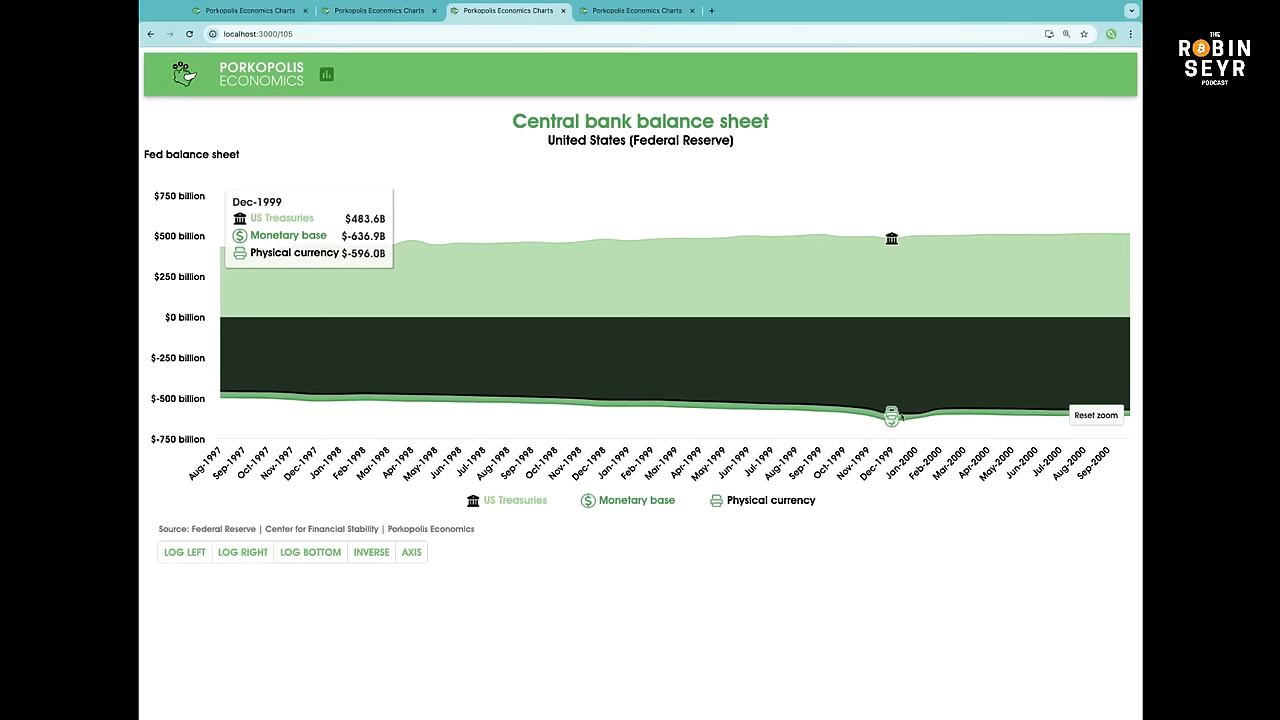 Porkopolis Economics Charts
Porkopolis Economics Charts
Porkopolis Economics Charts
Porkopolis Economics Charts
localhost:3000/105
THE
ROBIN
SEYR
PODCAST
PORKOPOLIS
ECONOMICS
Central bank balance sheet
United States (Federal Reserve)
Fed balance sheet
$750 billion
$500 billion
$250 billion
$0 billion
$-250 billion
$-500 billion
$-750 billion
Dec-1999
US Treasuries $483.6B
Monetary base $-636.9B
Physical currency $-596.0B
Reset zoom
Aug-1997 Sep-1997 Oct-1997 Nov-1997 Dec-1997 Jan-1998 Feb-1998 Mar-1998 Apr-1998 May-1998 Jun-1998 Jul-1998 Aug-1998 Sep-1998 Oct-1998 Nov-1998 Dec-1998 Jan-1999 Feb-1999 Mar-1999 Apr-1999 May-1999 Jun-1999 Jul-1999 Aug-1999 Sep-1999 Oct-1999 Nov-1999 Dec-1999 Jan-2000 Feb-2000 Mar-2000 Apr-2000 May-2000 Jun-2000 Jul-2000 Aug-2000 Sep-2000
US Treasuries Monetary base Physical currency
Source: Federal Reserve | Center for Financial Stability | Porkopolis Economics
LOG LEFT LOG RIGHT LOG BOTTOM INVERSE AXIS